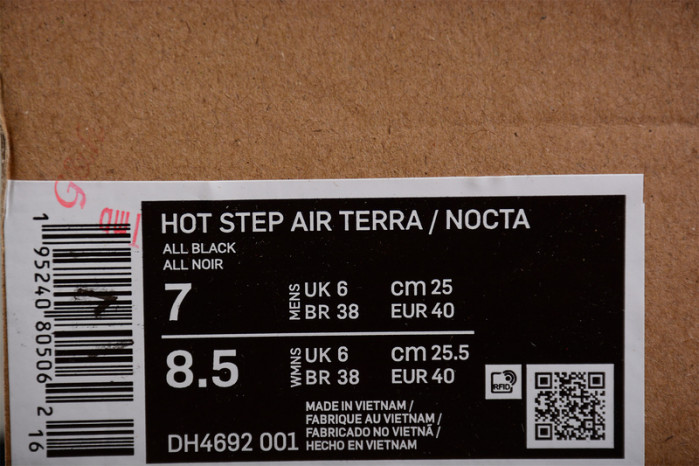 HOT STEP AIR TERRA / NOCTA
ALL BLACK
ALL NOIR
7
MENS
UK 6
cm 25
BR 38
EUR 40
8.5
WMNS
UK 6
cm 25.5
BR 38
EUR 40
RFID
MADE IN VIETNAM /
FABRIQUE AU VIETNAM /
FABRICADO NO VIETNÃ /
HECHO EN VIETNAM
DH4692 001
1 95240 80506 2 16